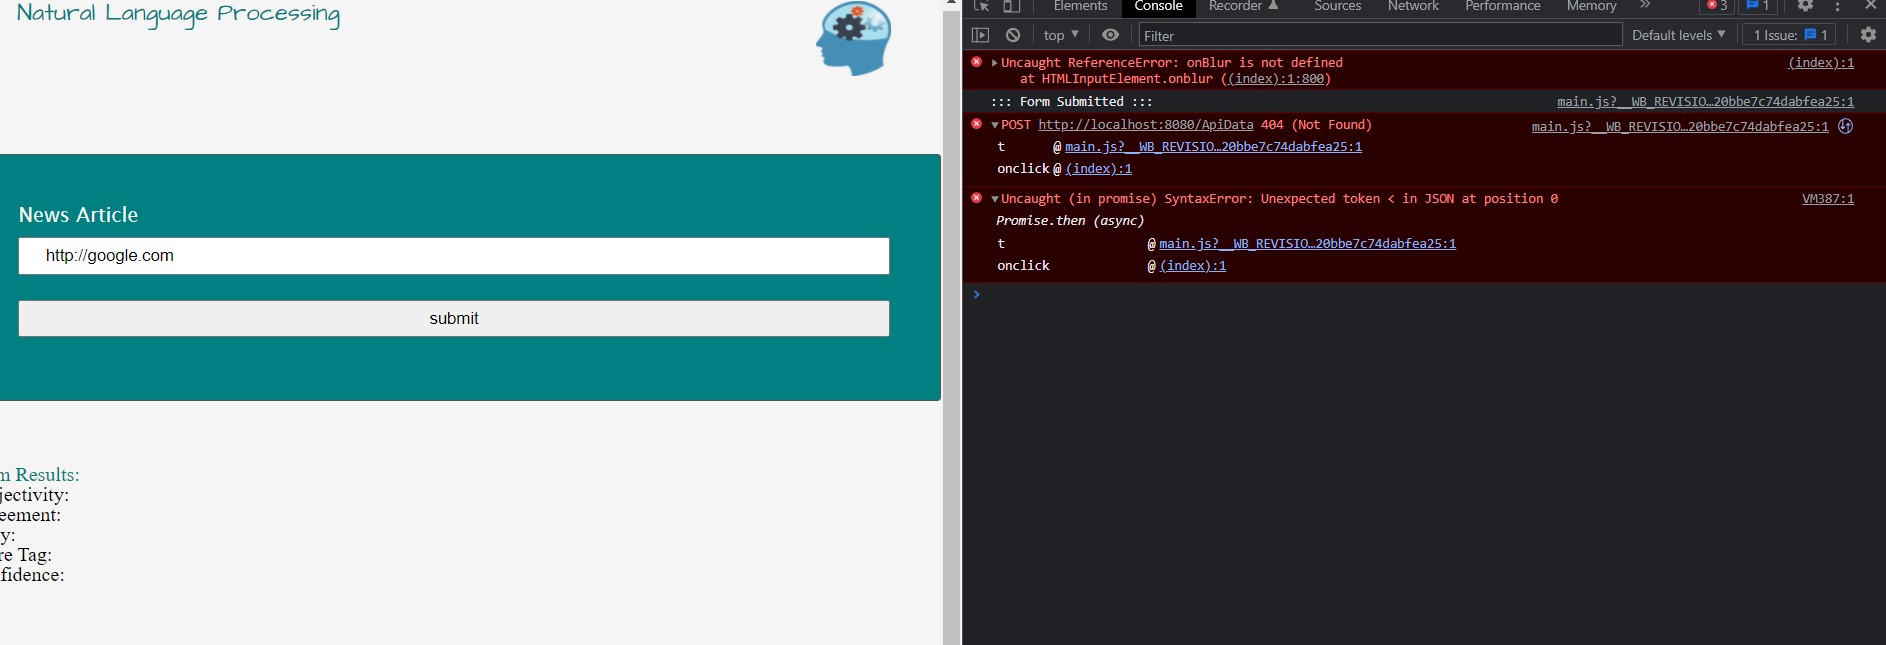 Natural Language Processing
News Article
http://google.com
submit
m Results:
jectivity:
eement:
y:
re Tag:
fidence:
Elements Console Recorder Sources Network Performance Memory » 3 1
top Filter Default levels 1 Issue: 1
Uncaught ReferenceError: onBlur is not defined (index):1
at HTMLInputElement.onblur ((index):1:800)
::: Form Submitted ::: main.js?__WB_REVISIO…20bbe7c74dabfea25:1
POST http://localhost:8080/ApiData 404 (Not Found) main.js?__WB_REVISIO…20bbe7c74dabfea25:1
t @ main.js?__WB_REVISIO…20bbe7c74dabfea25:1
onclick @ (index):1
Uncaught (in promise) SyntaxError: Unexpected token < in JSON at position 0 VM387:1
Promise.then (async)
t @ main.js?__WB_REVISIO…20bbe7c74dabfea25:1
onclick @ (index):1